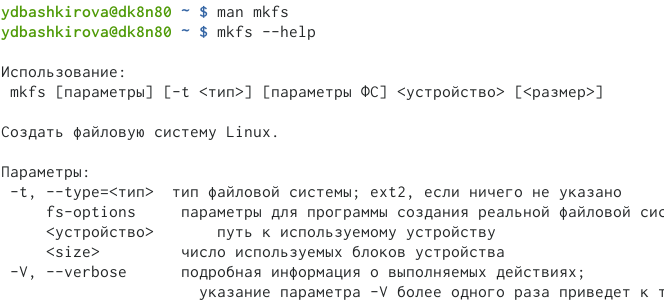 ydbashkirova@dk8n80 ~ $ man mkfs
ydbashkirova@dk8n80 ~ $ mkfs --help
Использование:
mkfs [параметры] [-t <тип>] [параметры ФС] <устройство> [<размер>]
Создать файловую систему Linux.
Параметры:
-t, --type=<тип> тип файловой системы; ext2, если ничего не указано
fs-options параметры для программы создания реальной файловой сис
<устройство> путь к используемому устройству
<size> число используемых блоков устройства
-V, --verbose подробная информация о выполняемых действиях;
указание параметра -V более одного раза приведет к т